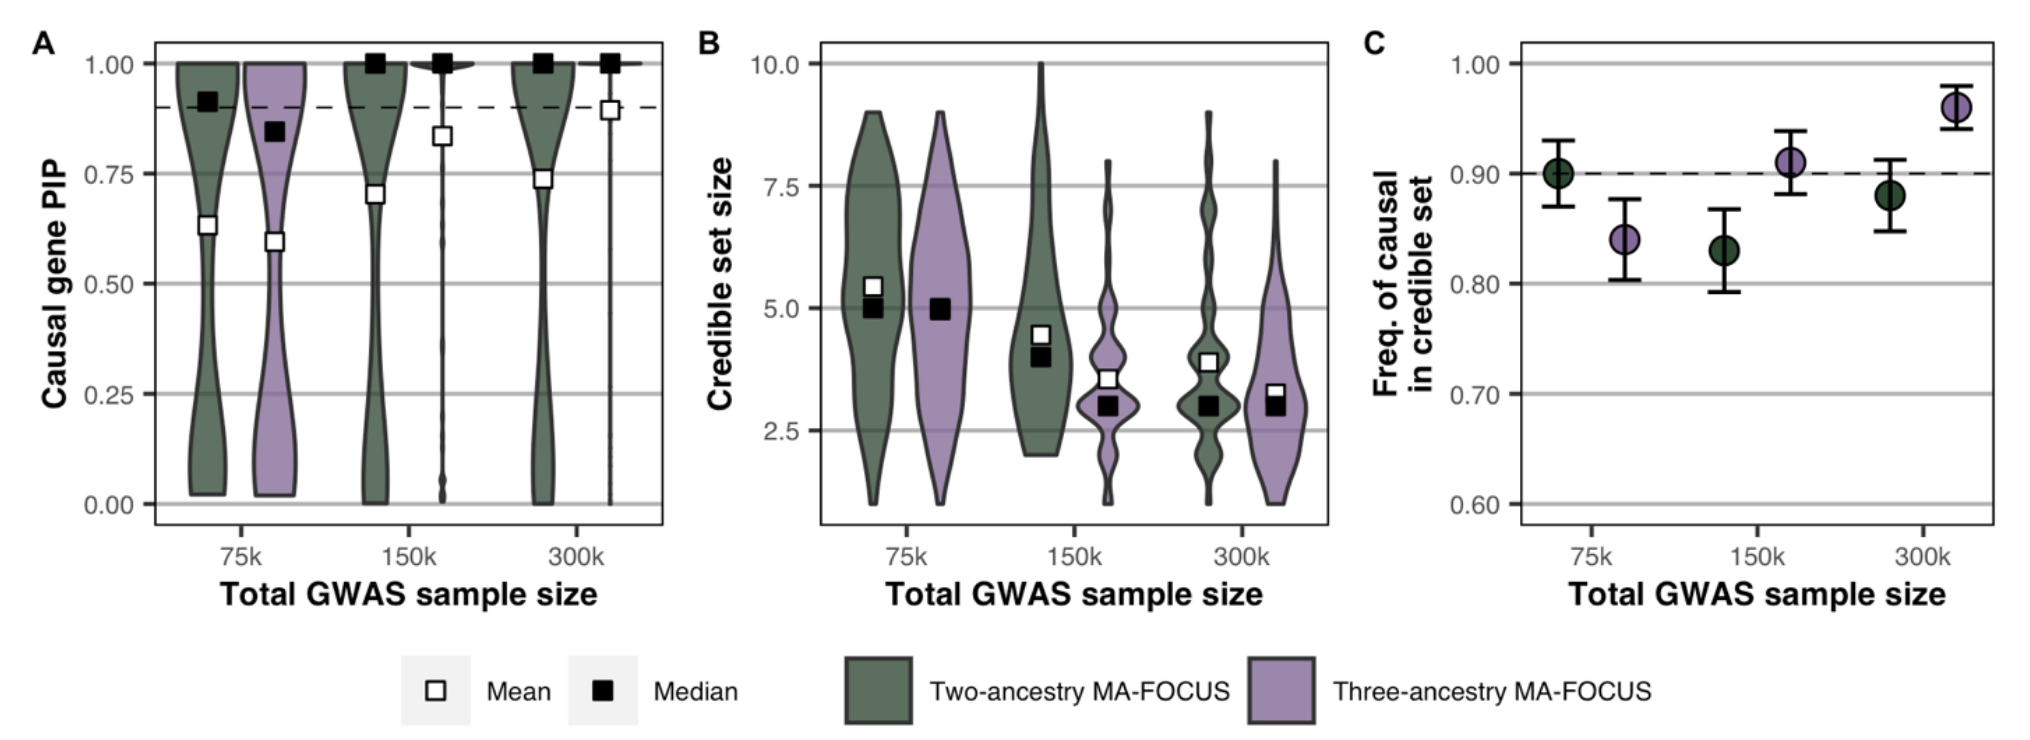 A
Causal gene PIP
1.00
0.75
0.50
0.25
0.00
75k 150k 300k
Total GWAS sample size
B
Credible set size
10.0
7.5
5.0
2.5
75k 150k 300k
Total GWAS sample size
C
Freq. of causal
in credible set
1.00
0.90
0.80
0.70
0.60
75k 150k 300k
Total GWAS sample size
Mean Median Two-ancestry MA-FOCUS Three-ancestry MA-FOCUS